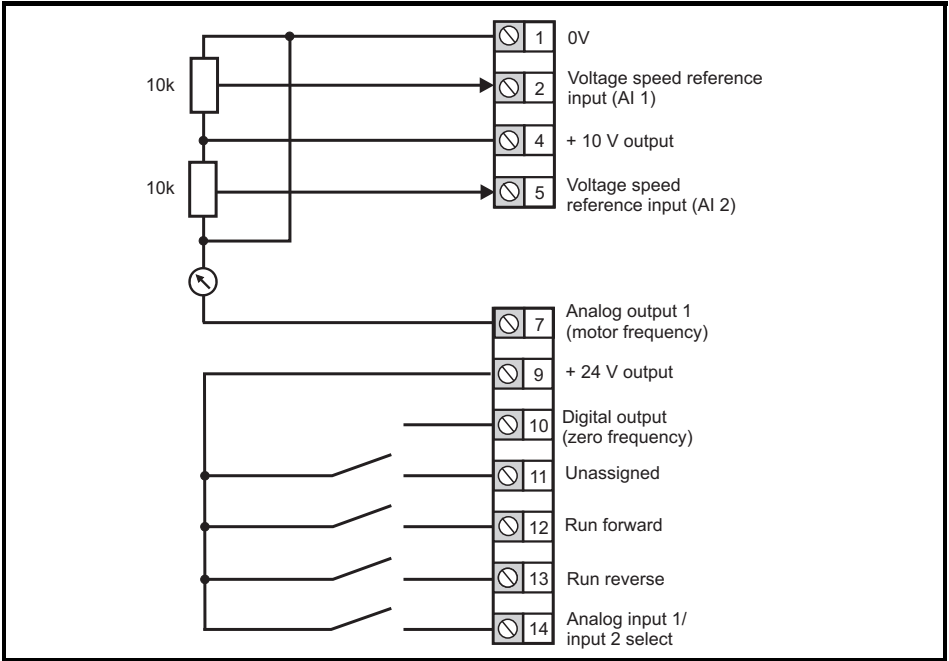 1 0V
10k
2 Voltage speed reference
input (AI 1)
4 + 10 V output
10k
5 Voltage speed
reference input (AI 2)
7 Analog output 1
(motor frequency)
9 + 24 V output
10 Digital output
(zero frequency)
11 Unassigned
12 Run forward
13 Run reverse
14 Analog input 1/
input 2 select